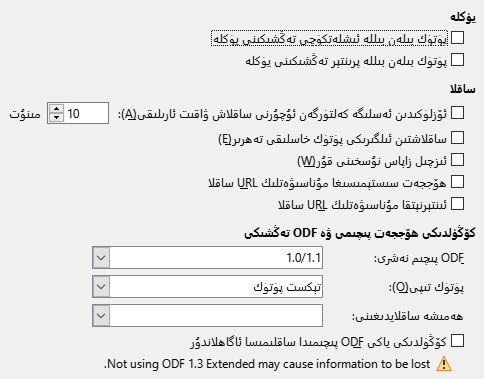 يۈكلە
پۈتۈك بىلەن بىللە ئىشلەتكۈچى تەڭشىكىنى يۈكلە
پۈتۈك بىلەن بىللە پرىنتېر تەڭشىكىنى يۈكلە
ساقلا
ئۆزلۈكىدىن ئەسلىگە كەلتۈرگەن ئۇچۇرنى ساقلاش ۋاقىت ئارىلىقى(A): 10 مىنۇت
ساقلاشتىن ئىلگىرىكى پۈتۈك خاسلىقى تەھرىر(E)
ئىزچىل زاپاس نۇسخىنى قۇر(W)
ھۆججەت سىستېمىسىغا مۇناسىۋەتلىك URL ساقلا
ئىنتېرنېتقا مۇناسىۋەتلىك URL ساقلا
كۆڭۈلدىكى ھۆججەت پىچىمى ۋە ODF تەڭشىكى
ODF پىچىم نەشرى: 1.0/1.1
پۈتۈك تىپى(O): تېكست پۈتۈك
ھەمىشە ساقلايدىغىنى:
كۆڭۈلدىكى ياكى ODF پىچىمىدا ساقلىمىسا ئاگاھلاندۇر
Not using ODF 1.3 Extended may cause information to be lost.